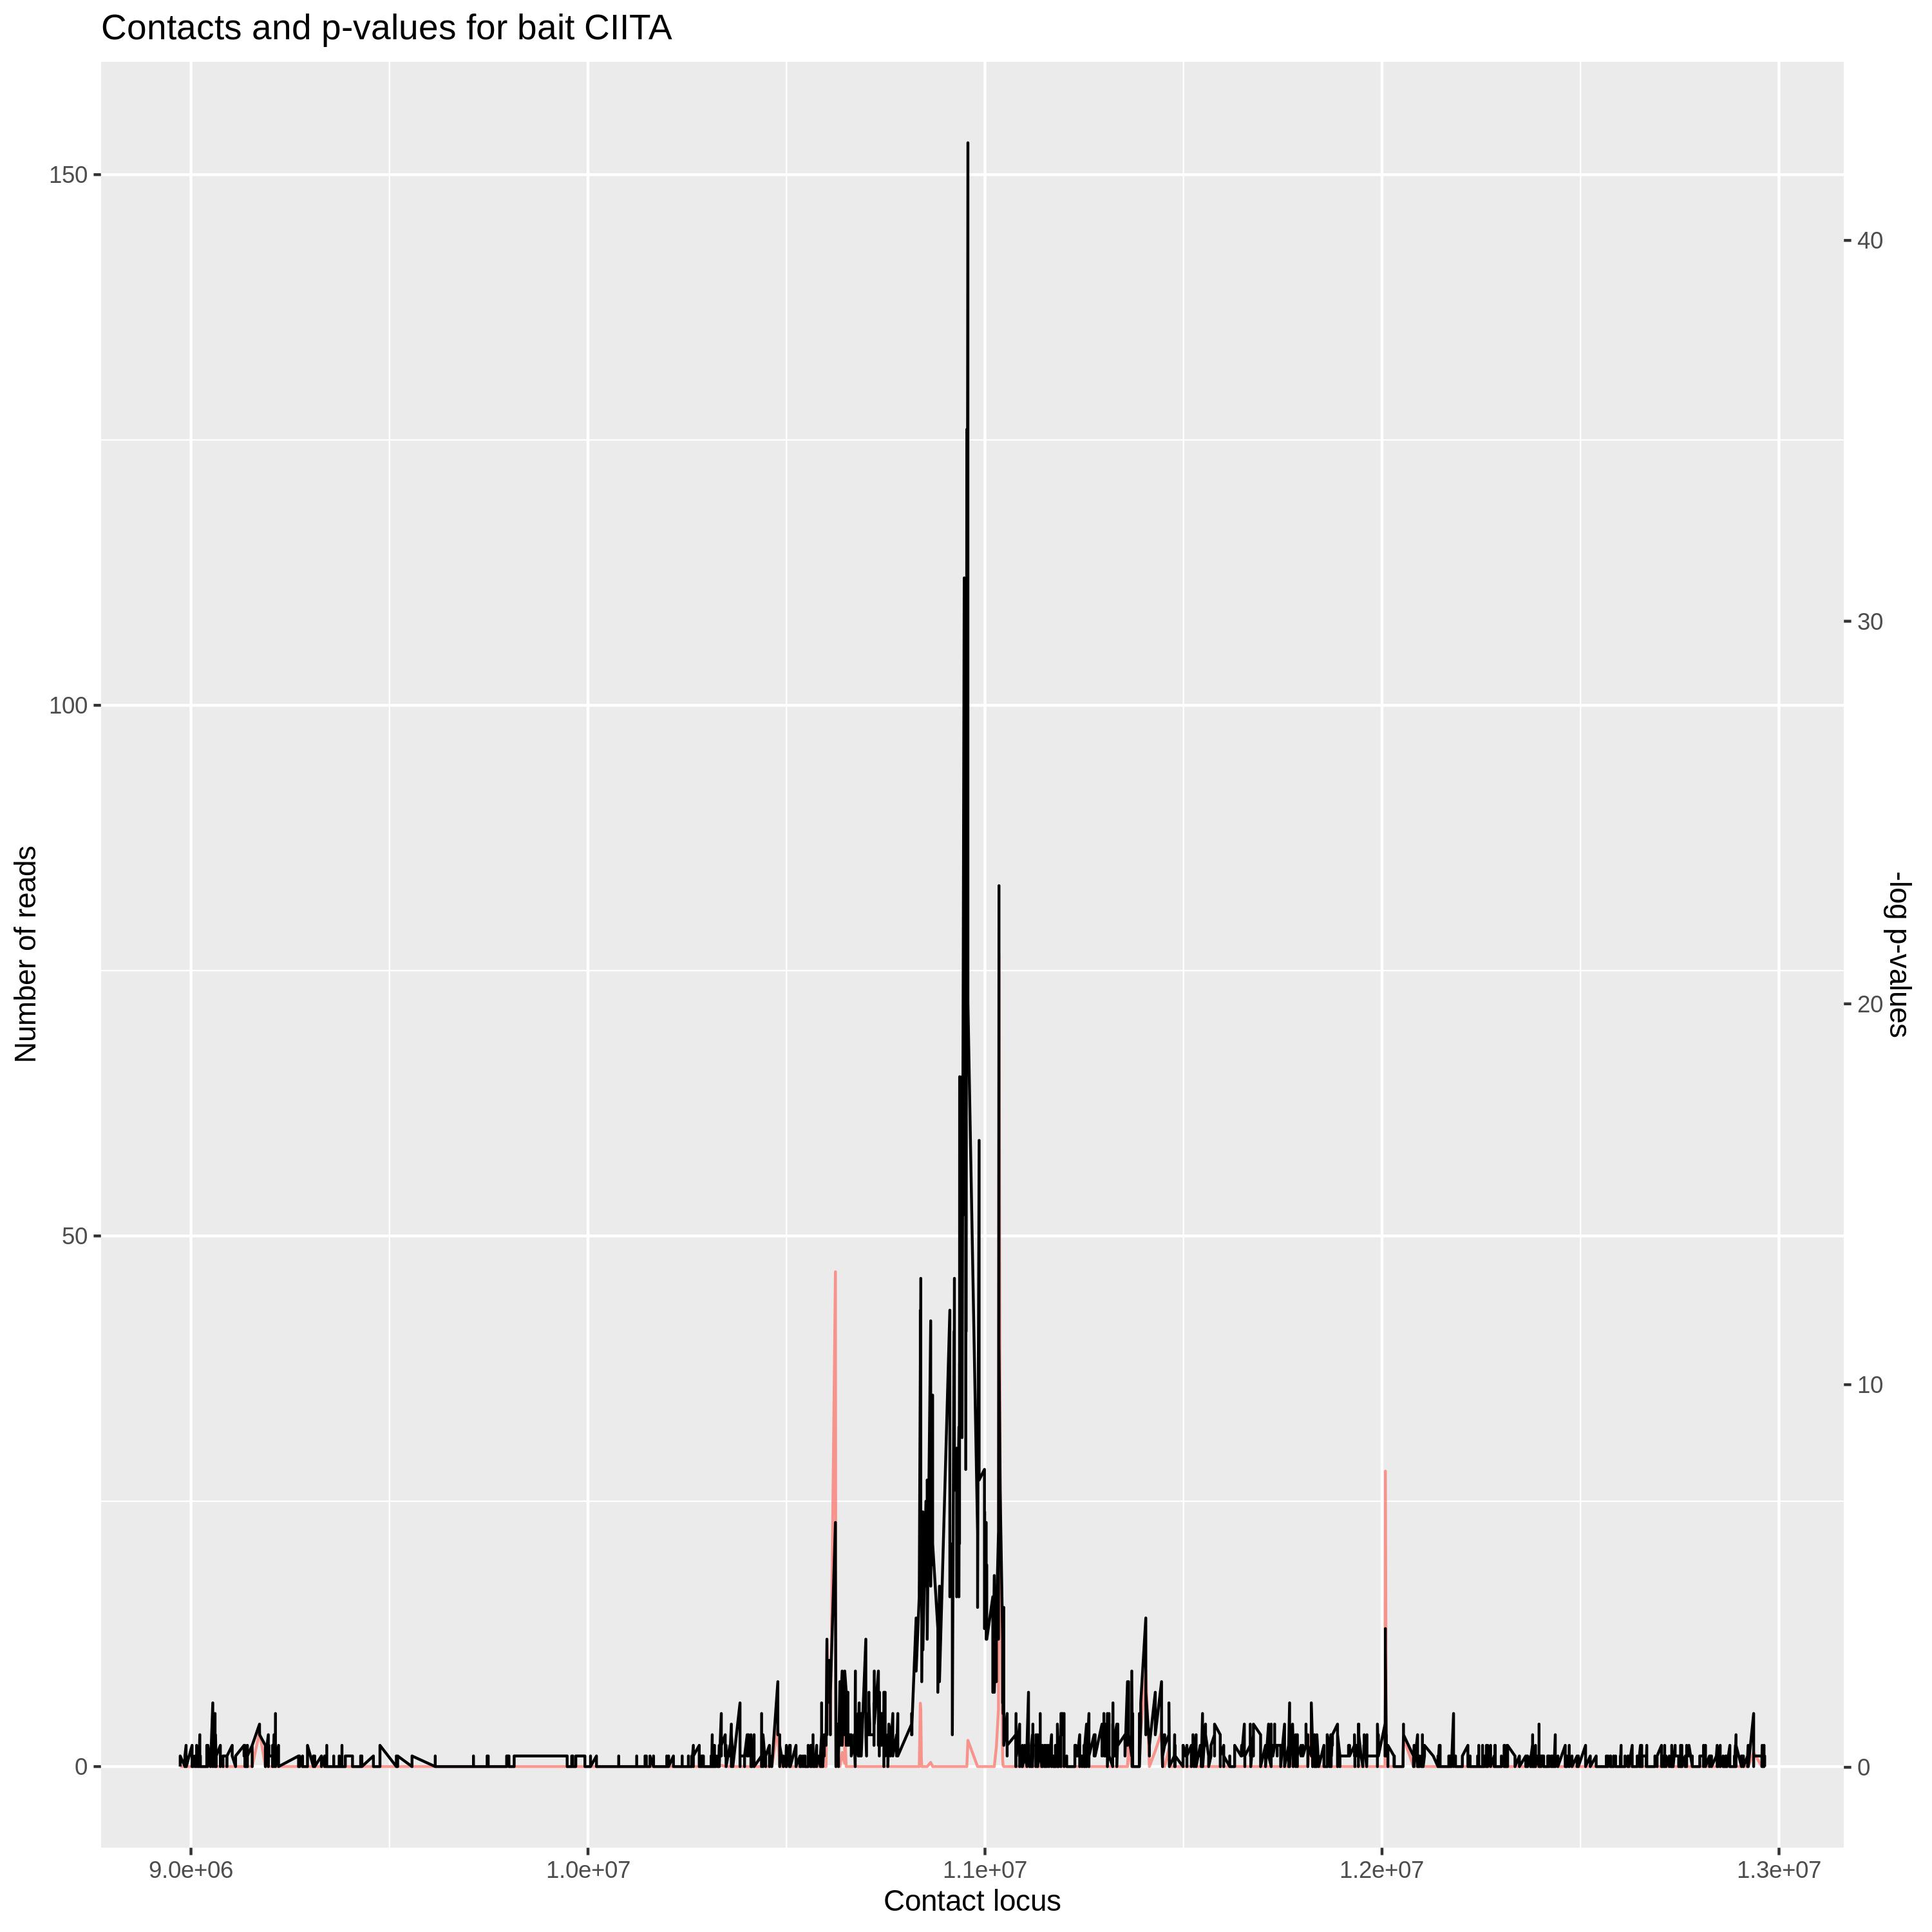 Contacts and p-values for bait CIITA
150
100
50
0
Number of reads
40
30
20
10
0
-log p-values
9.0e+06
1.0e+07
1.1e+07
1.2e+07
1.3e+07
Contact locus